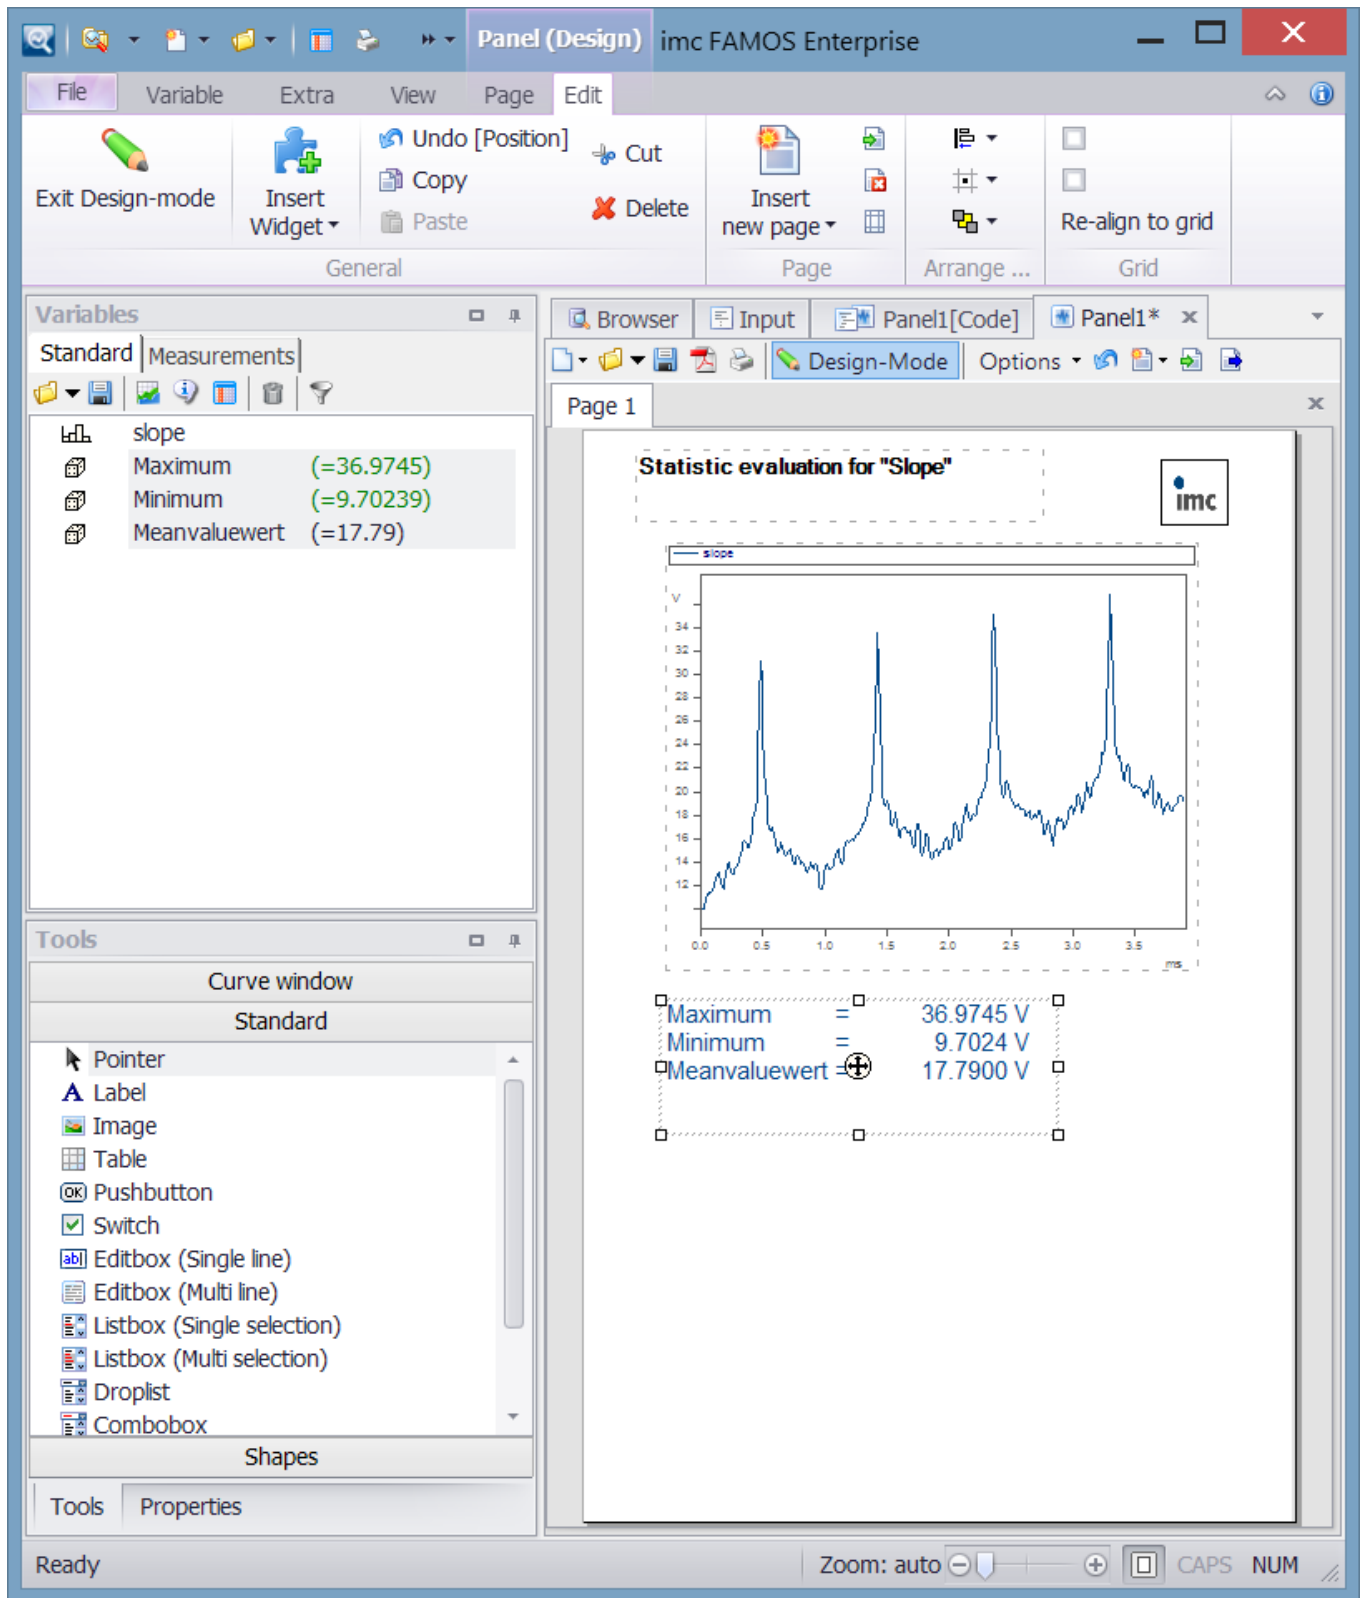 Panel (Design) imc FAMOS Enterprise
File Variable Extra View Page Edit
Exit Design-mode
Insert
Widget
Undo [Position]
Copy
Paste
Cut
Delete
General
Insert
new page
Page
Arrange ...
Re-align to grid
Grid
Variables
Standard Measurements
slope
Maximum (=36.9745)
Minimum (=9.70239)
Meanvaluewert (=17.79)
Tools
Curve window
Standard
Pointer
A Label
Image
Table
OK Pushbutton
Switch
ab| Editbox (Single line)
Editbox (Multi line)
Listbox (Single selection)
Listbox (Multi selection)
Droplist
Combobox
Shapes
Tools Properties
Browser Input Panel1[Code] Panel1*
Design-Mode Options
Page 1
Statistic evaluation for "Slope"
imc
slope
V
34
32
30
28
26
24
22
20
18
16
14
12
0.0 0.5 1.0 1.5 2.0 2.5 3.0 3.5
ms
Maximum = 36.9745 V
Minimum = 9.7024 V
Meanvaluewert = 17.7900 V
Ready Zoom: auto CAPS NUM